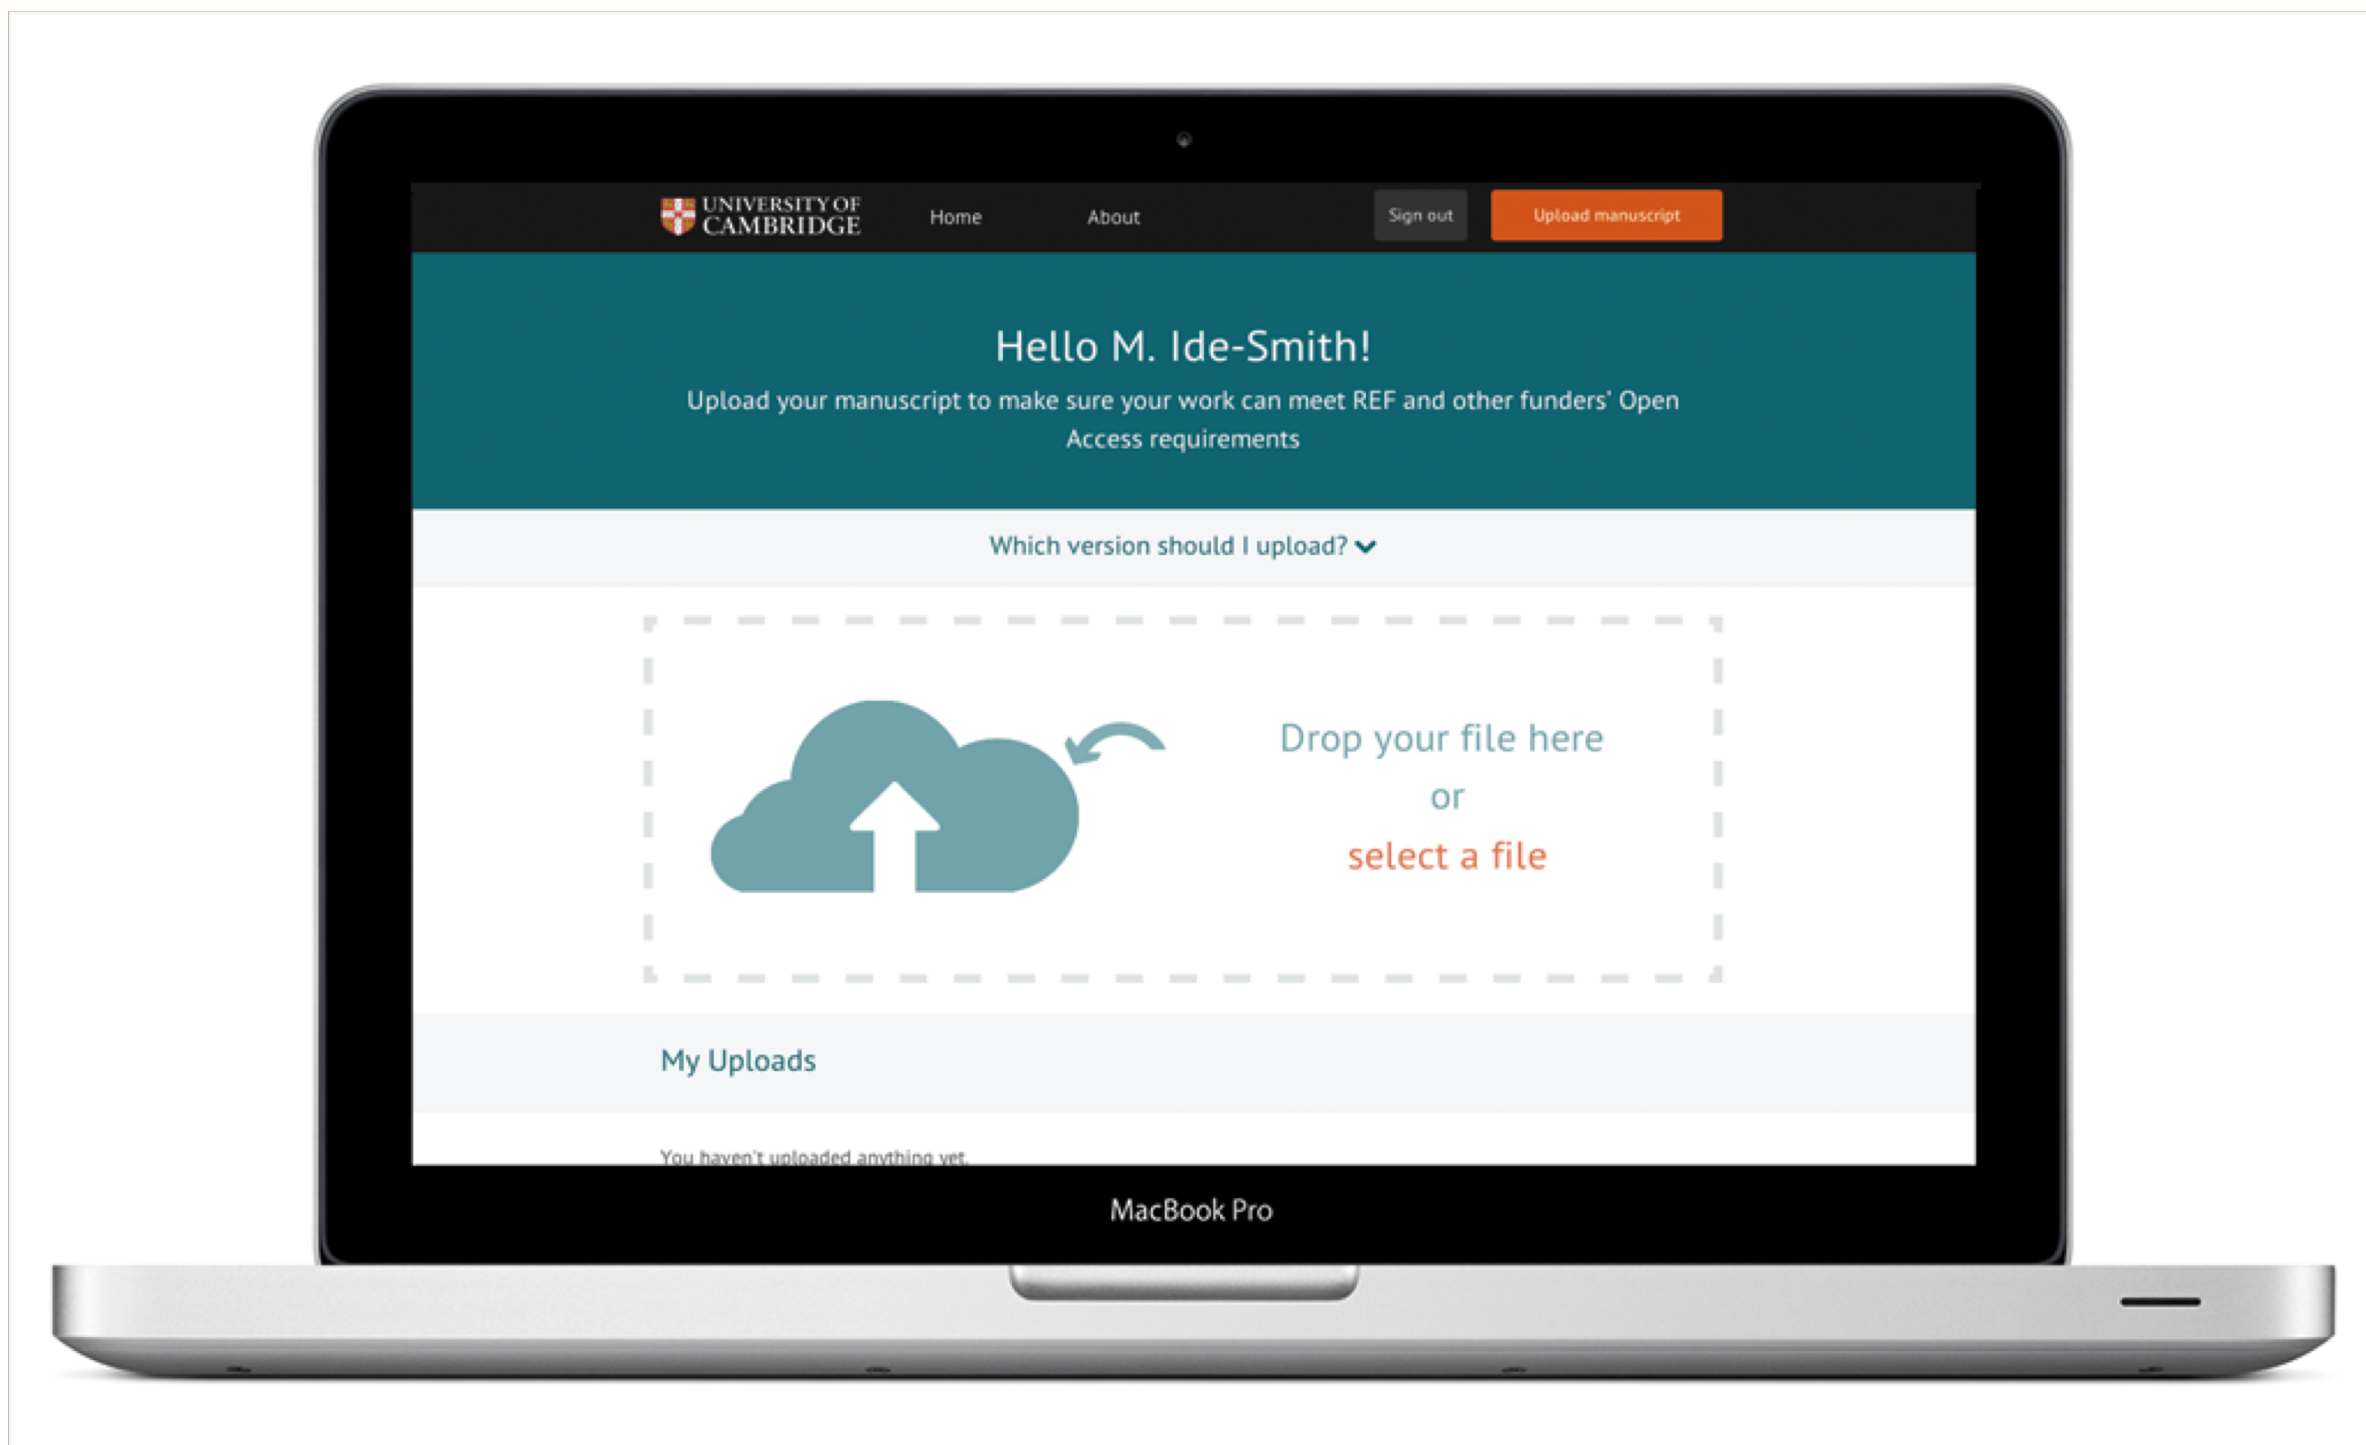 UNIVERSITY OF
CAMBRIDGE
Home
About
Sign out
Upload manuscript
Hello M. Ide-Smith!
Upload your manuscript to make sure your work can meet REF and other funders' Open
Access requirements
Which version should I upload?
Drop your file here
or
select a file
My Uploads
You haven't uploaded anything yet.
MacBook Pro